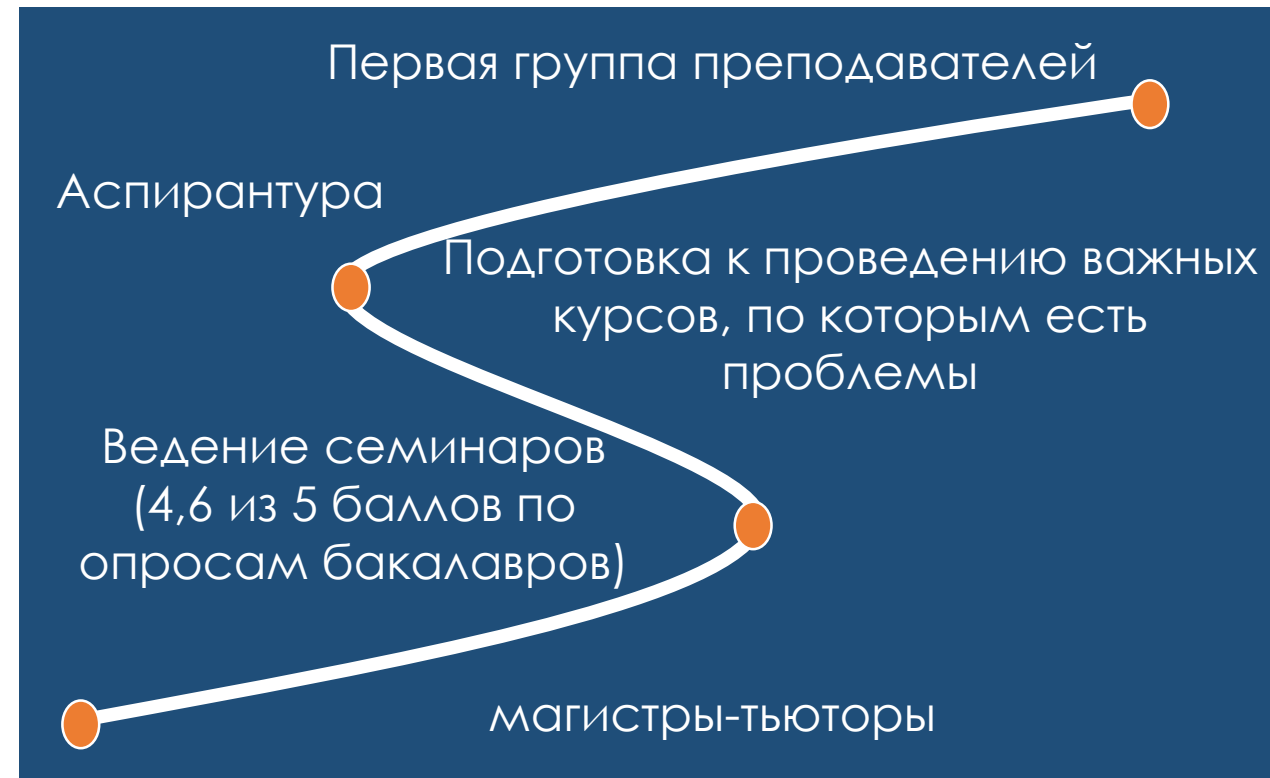 Первая группа преподавателей
Аспирантура
Подготовка к проведению важных
курсов, по которым есть
проблемы
Ведение семинаров
(4,6 из 5 баллов по
опросам бакалавров)
магистры-тьюторы